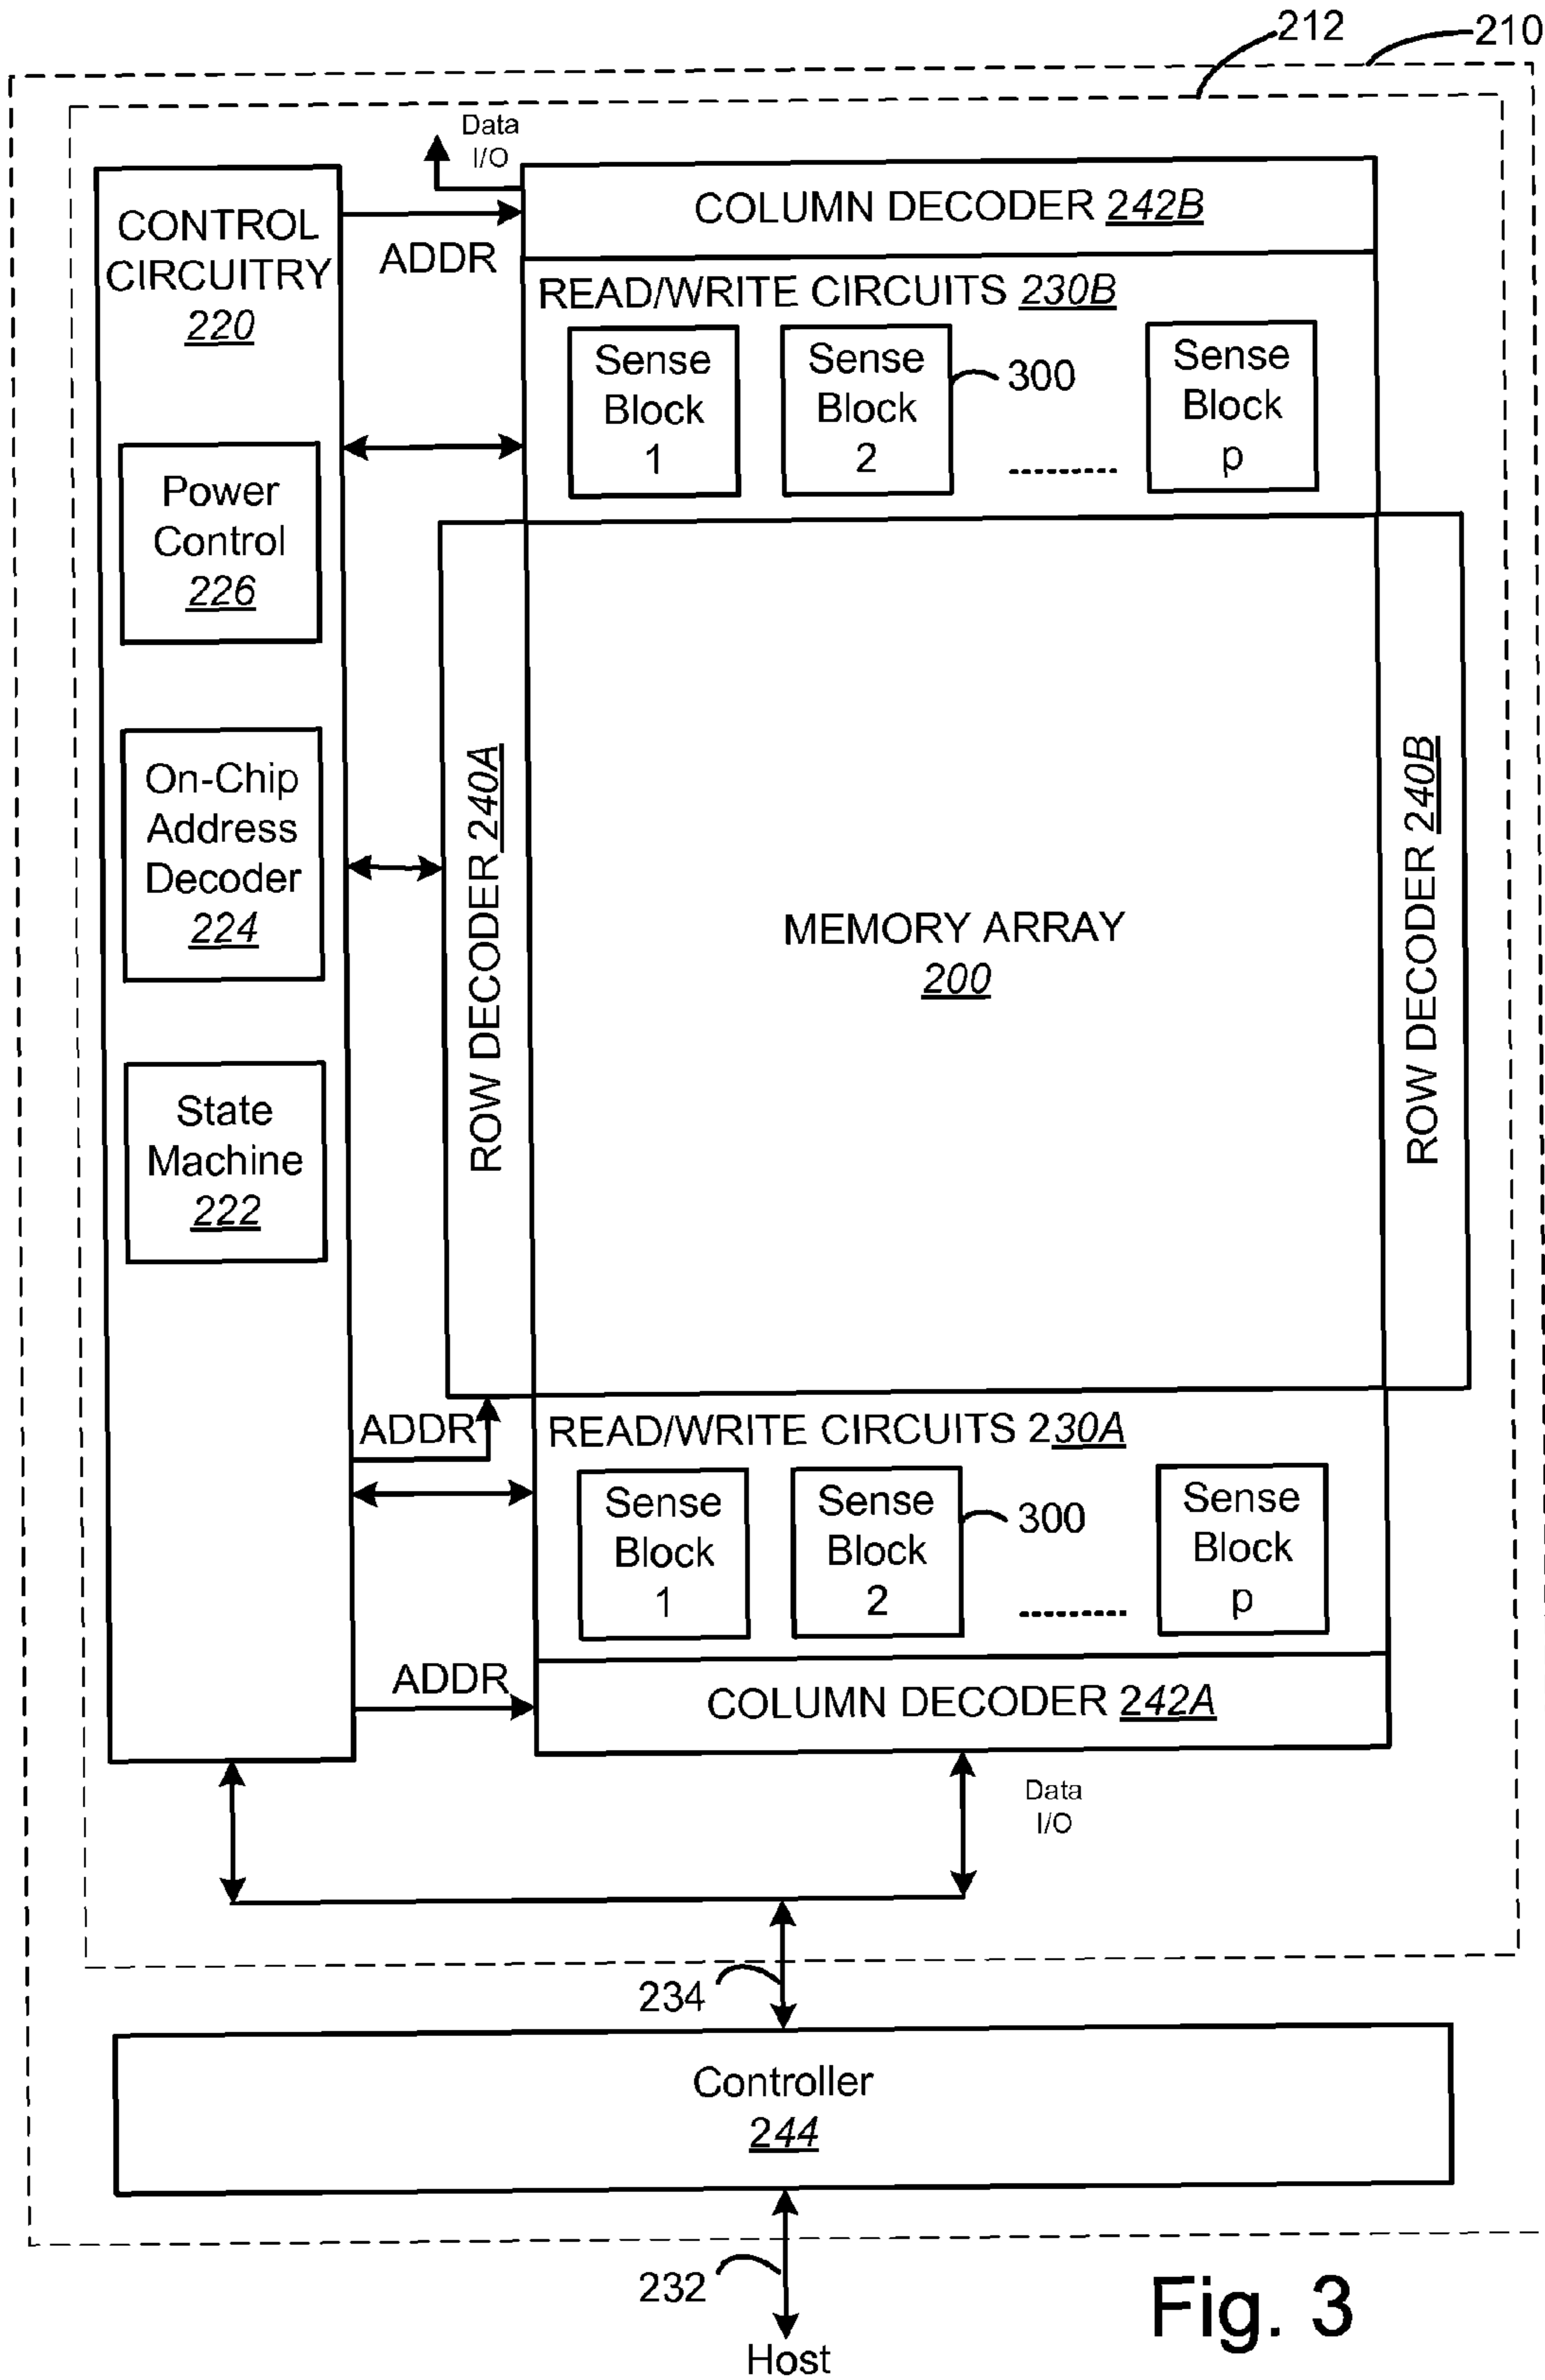 212
210
Data
I/O
CONTROL
CIRCUITRY
220
ADDR
COLUMN DECODER 242B
READ/WRITE CIRCUITS 230B
Sense
Block
1
Sense
Block
2
300
Sense
Block
p
Power
Control
226
On-Chip
Address
Decoder
224
State
Machine
222
ROW DECODER 240A
MEMORY ARRAY
200
ROW DECODER 240B
ADDR
READ/WRITE CIRCUITS 230A
Sense
Block
1
Sense
Block
2
300
Sense
Block
p
ADDR
COLUMN DECODER 242A
Data
I/O
234
Controller
244
232
Host
Fig. 3